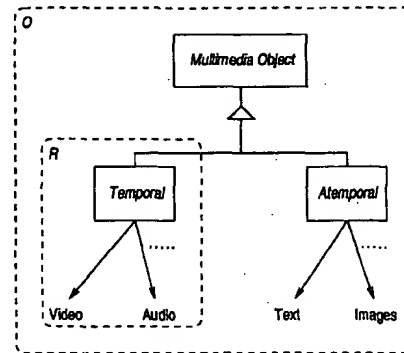 O
Multimedia Object
R
Temporal
Atemporal
.....
.....
Video
Audio
Text
Images